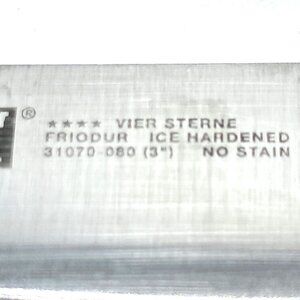 ®
★★★★ VIER STERNE
FRIODUR ICE HARDENED
31070-080 (3") NO STAIN